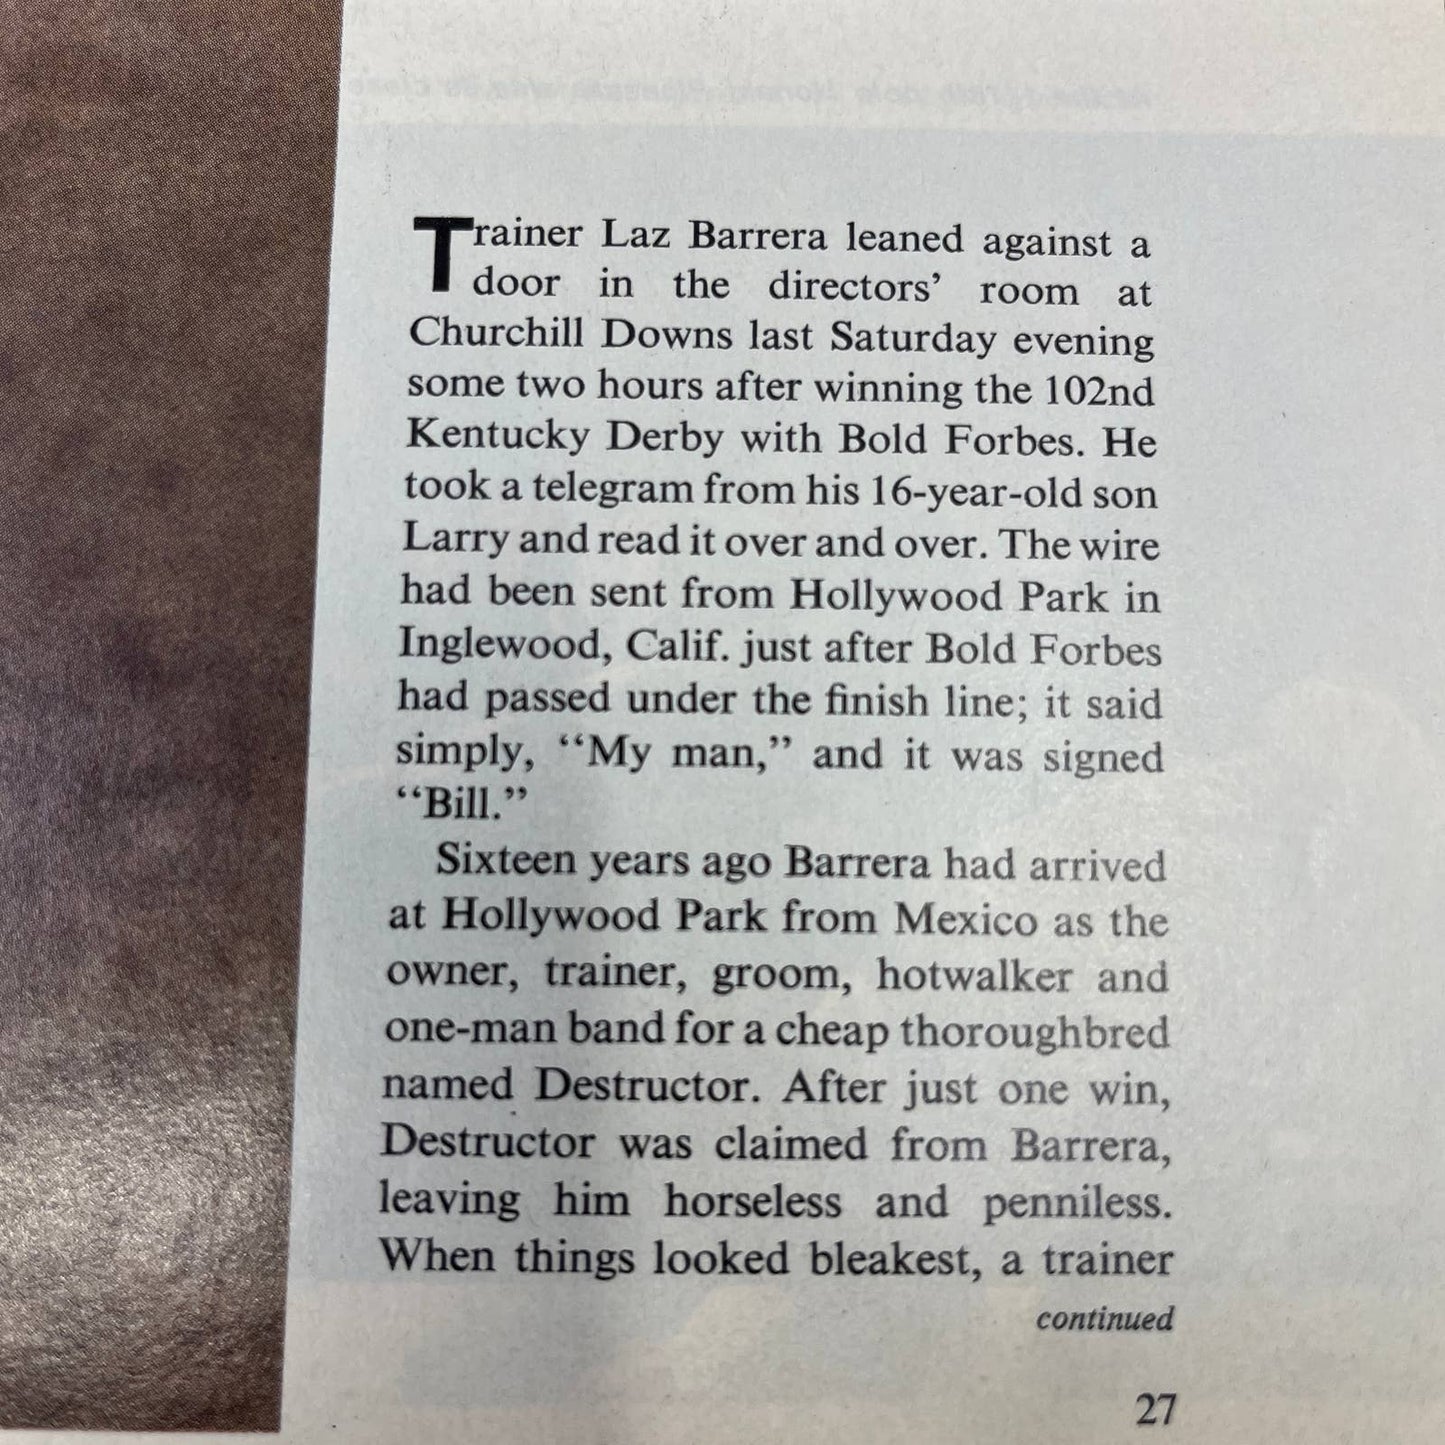 Trainer Laz Barrera leaned against a
door in the directors’ room at
Churchill Downs last Saturday evening
some two hours after winning the 102nd
Kentucky Derby with Bold Forbes. He
took a telegram from his 16-year-old son
Larry and read it over and over. The wire
had been sent from Hollywood Park in
Inglewood, Calif. just after Bold Forbes
had passed under the finish line; it said
simply, “My man,” and it was signed
“Bill.”
Sixteen years ago Barrera had arrived
at Hollywood Park from Mexico as the
owner, trainer, groom, hotwalker and
one-man band for a cheap thoroughbred
named Destructor. After just one win,
Destructor was claimed from Barrera,
leaving him horseless and penniless.
When things looked bleakest, a trainer
continued
27